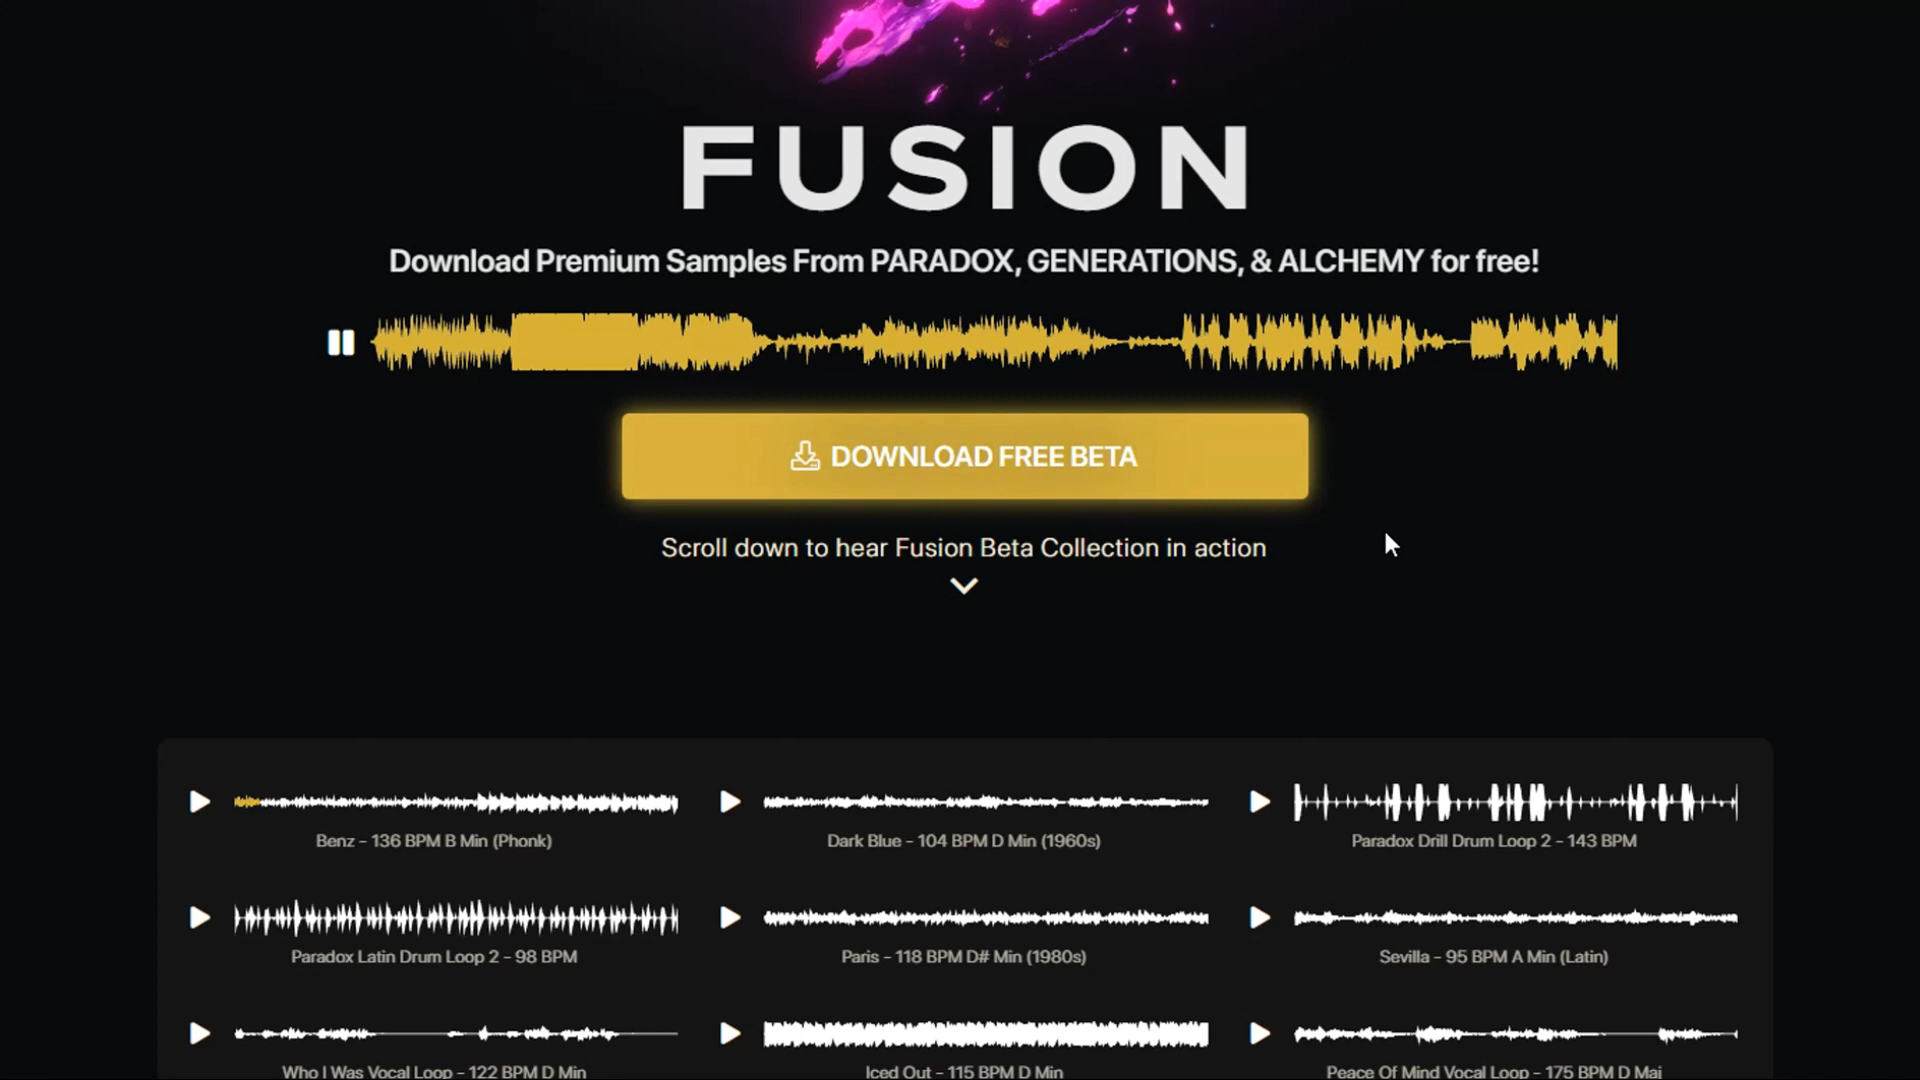 FUSION
Download Premium Samples From PARADOX, GENERATIONS, & ALCHEMY for free!
DOWNLOAD FREE BETA
Scroll down to hear Fusion Beta Collection in action
Benz - 136 BPM B Min (Phonk)
Dark Blue - 104 BPM D Min (1960s)
Paradox Drill Drum Loop 2 - 143 BPM
Paradox Latin Drum Loop 2 - 98 BPM
Paris - 118 BPM D# Min (1980s)
Sevilla - 95 BPM A Min (Latin)
Who I Was Vocal Loop - 122 BPM D Min
Iced Out - 115 BPM D Min
Peace Of Mind Vocal Loop - 175 BPM D Maj